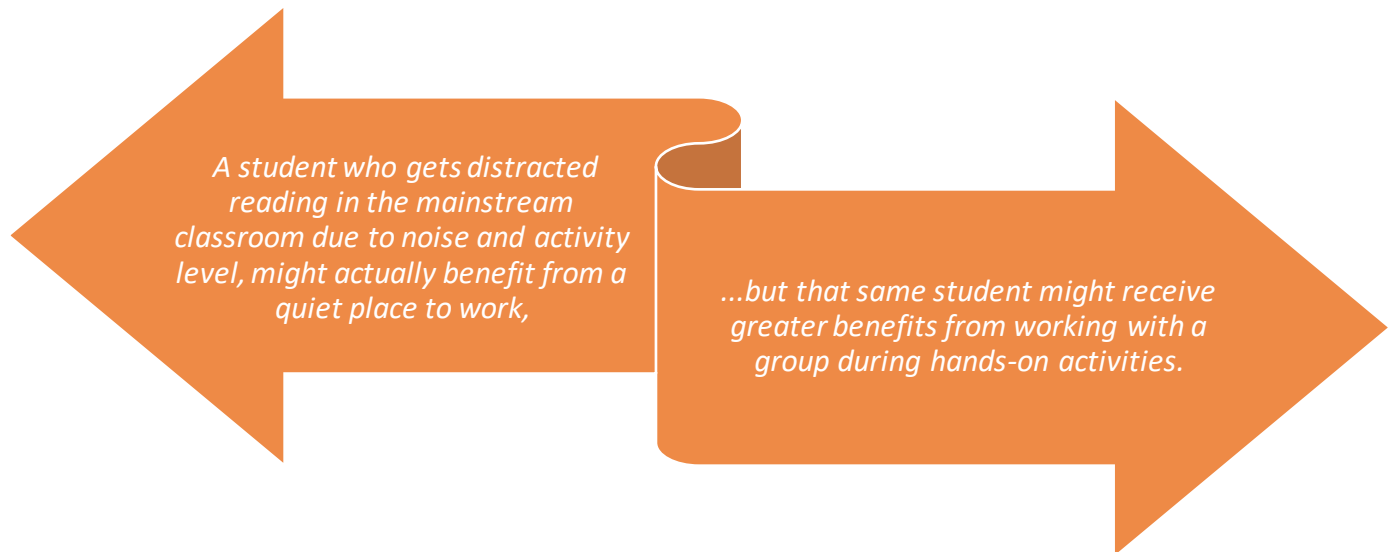 A student who gets distracted
reading in the mainstream
classroom due to noise and activity
level, might actually benefit from a
quiet place to work,
...but that same student might receive
greater benefits from working with a
group during hands-on activities.